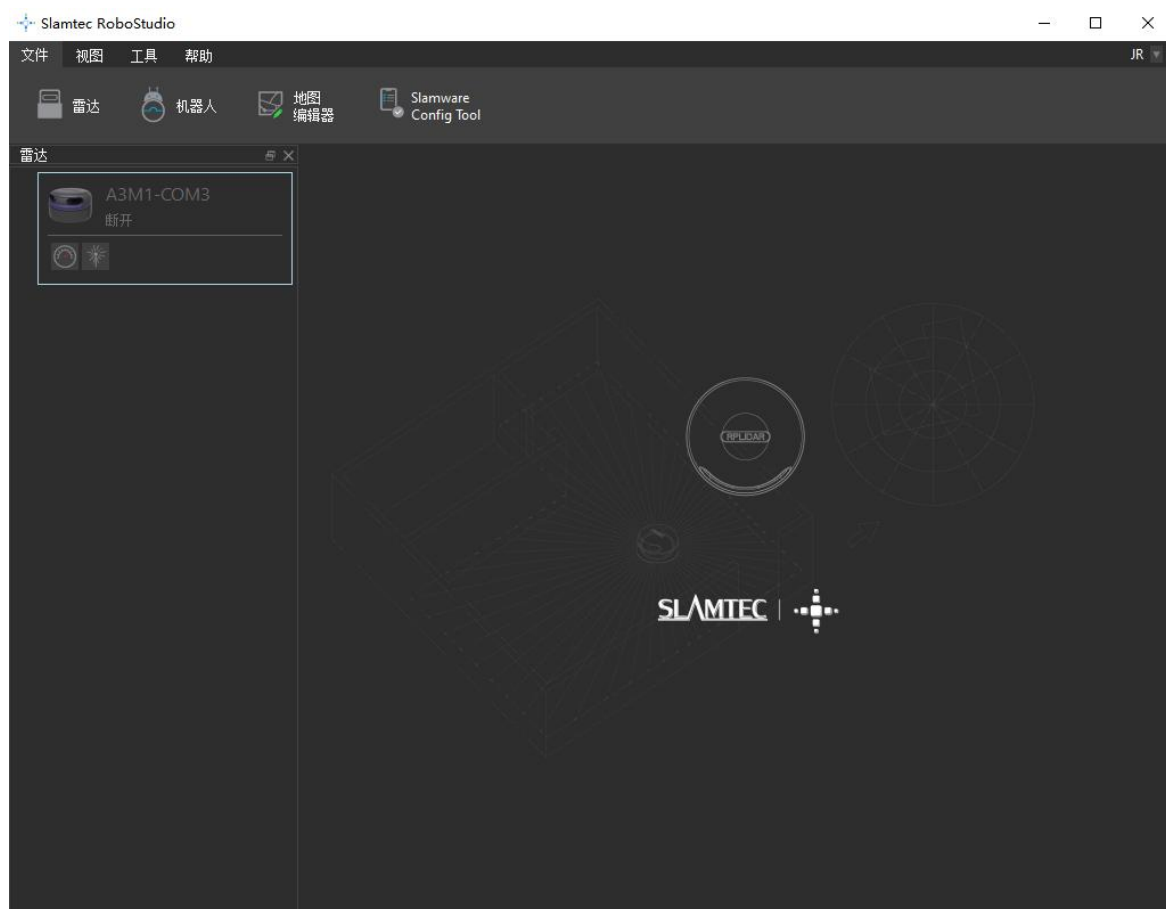 Slamtec RoboStudio
文件 视图 工具 帮助 JR
雷达 机器人 地图 Slamware
编辑器 Config Tool
雷达
A3M1-COM3
断开
RPLIDAR
SLAMTEC